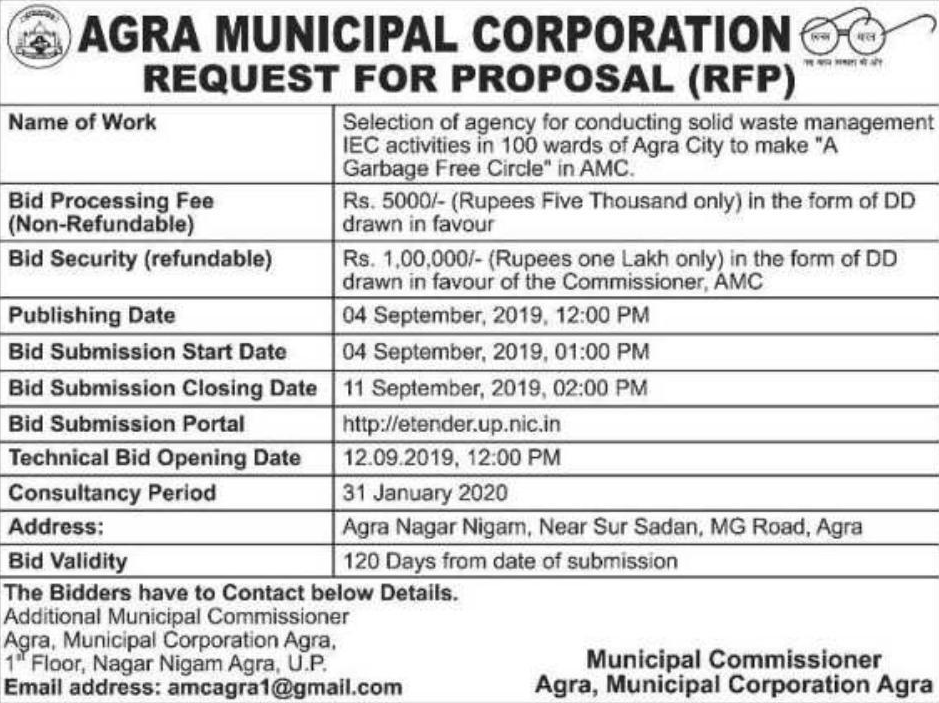 AGRA MUNICIPAL CORPORATION
REQUEST FOR PROPOSAL (RFP)
Name of Work
Selection of agency for conducting solid waste management
IEC activities in 100 wards of Agra City to make "A
Garbage Free Circle" in AMC.
Bid Processing Fee
(Non-Refundable)
Rs. 5000/- (Rupees Five Thousand only) in the form of DD
drawn in favour
Bid Security (refundable)
Rs. 1,00,000/- (Rupees one Lakh only) in the form of DD
drawn in favour of the Commissioner, AMC
Publishing Date
04 September, 2019, 12:00 PM
Bid Submission Start Date
04 September, 2019, 01:00 PM
Bid Submission Closing Date
11 September, 2019, 02:00 PM
Bid Submission Portal
http://etender.up.nic.in
Technical Bid Opening Date
12.09.2019, 12:00 PM
Consultancy Period
31 January 2020
Address:
Agra Nagar Nigam, Near Sur Sadan, MG Road, Agra
Bid Validity
120 Days from date of submission
The Bidders have to Contact below Details.
Additional Municipal Commissioner
Agra, Municipal Corporation Agra,
1st Floor, Nagar Nigam Agra, U.P.
Email address: amcagra1@gmail.com
Municipal Commissioner
Agra, Municipal Corporation Agra